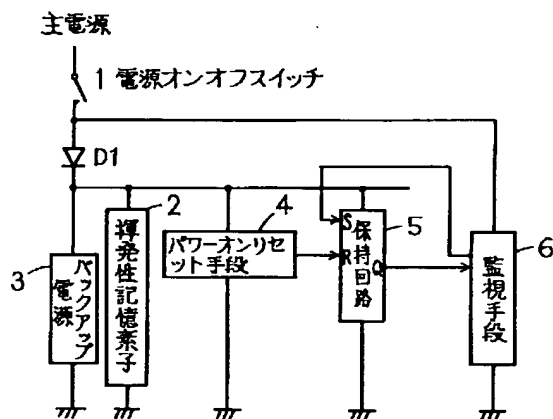 主電源
1 電源オンオフスイッチ
D1
2
揮発性記憶素子
3
バックアップ電源
4
パワーオンリセット手段
5
S
R
Q
保持回路
6
監視手段